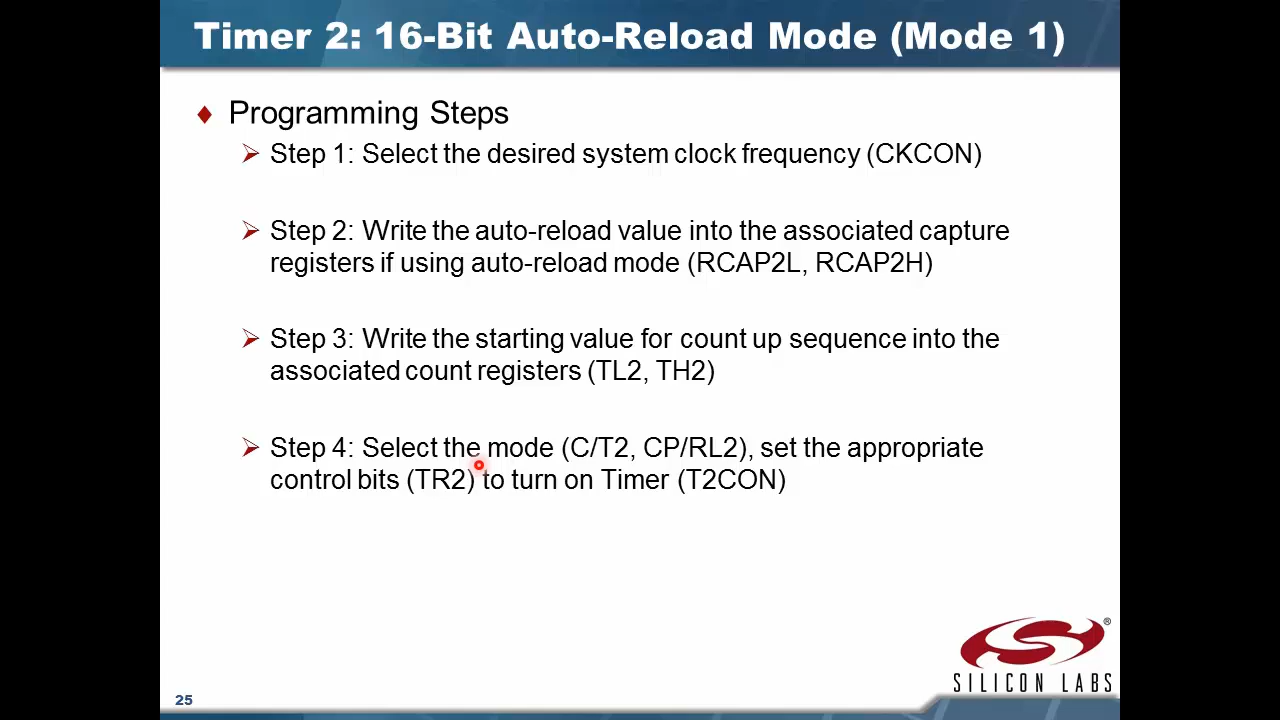 Timer 2: 16-Bit Auto-Reload Mode (Mode 1)
Programming Steps
Step 1: Select the desired system clock frequency (CKCON)
Step 2: Write the auto-reload value into the associated capture
registers if using auto-reload mode (RCAP2L, RCAP2H)
Step 3: Write the starting value for count up sequence into the
associated count registers (TL2, TH2)
Step 4: Select the mode (C/T2, CP/RL2), set the appropriate
control bits (TR2) to turn on Timer (T2CON)
®
SILICON LABS
25